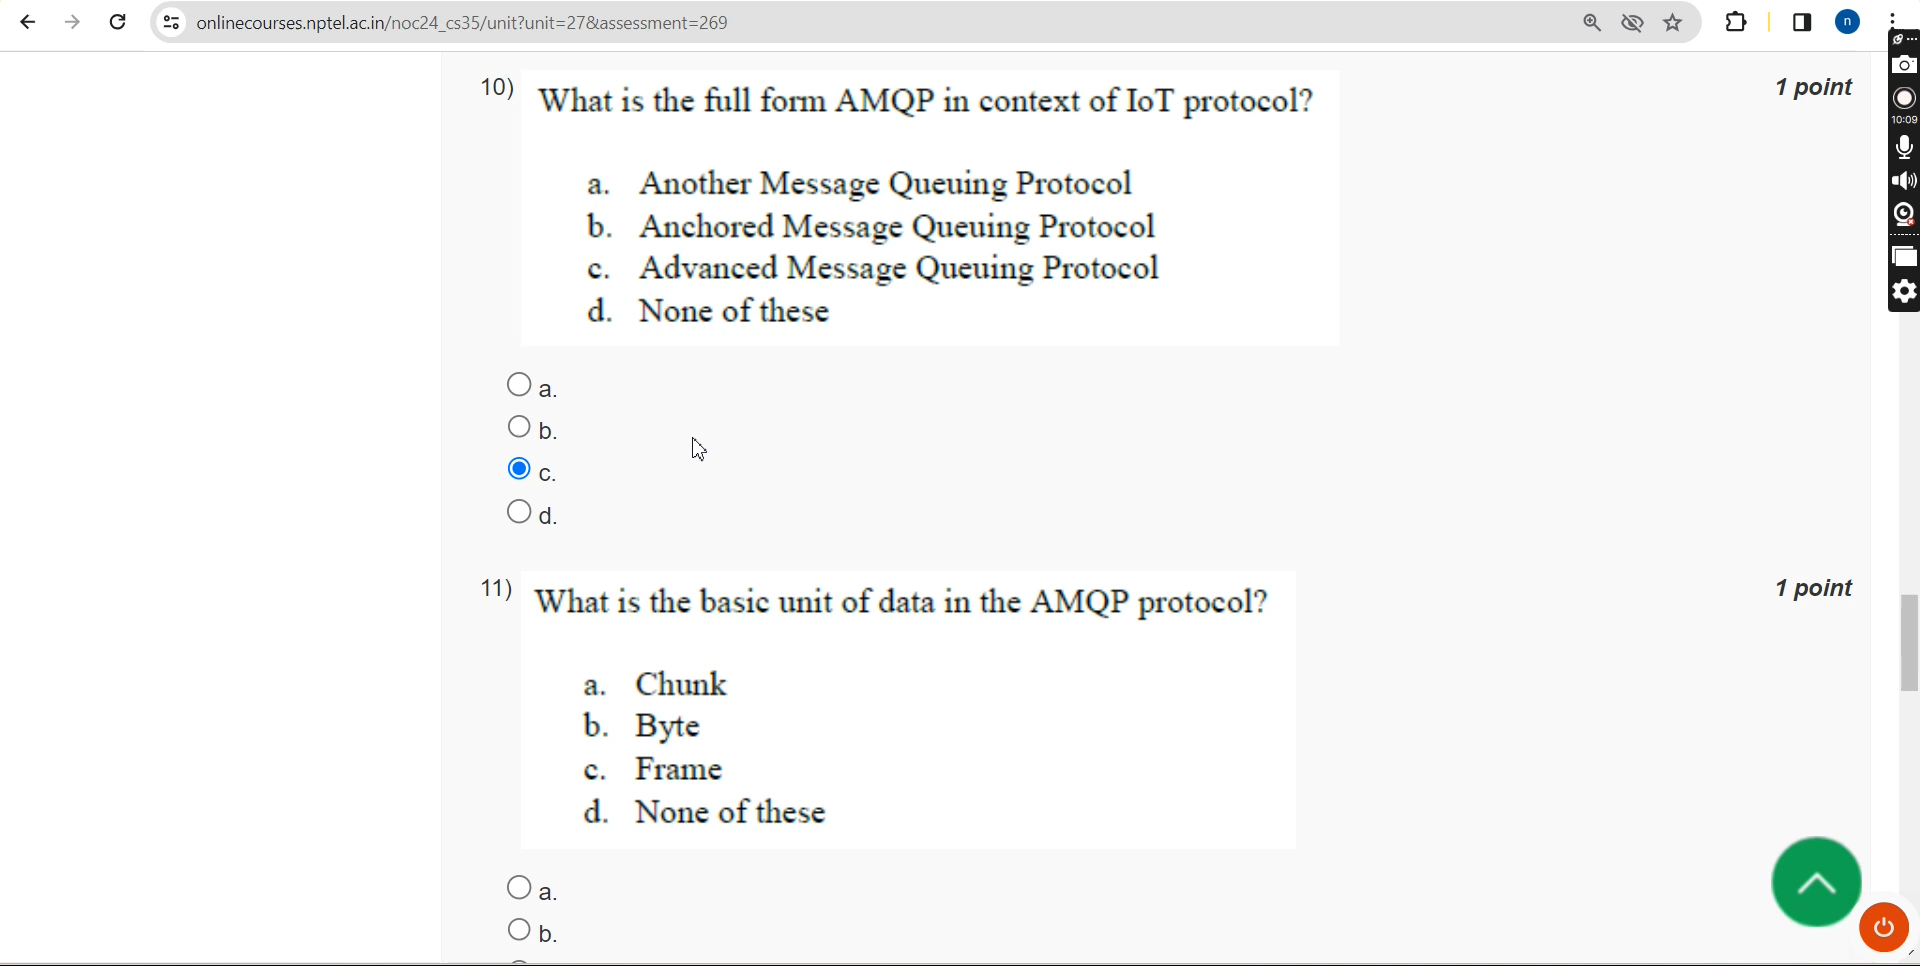 onlinecourses.nptel.ac.in/noc24_cs35/unit?unit=27&assessment=269
n
10:09
10) What is the full form AMQP in context of IoT protocol? 1 point
a. Another Message Queuing Protocol
b. Anchored Message Queuing Protocol
c. Advanced Message Queuing Protocol
d. None of these
a.
b.
c.
d.
11) What is the basic unit of data in the AMQP protocol? 1 point
a. Chunk
b. Byte
c. Frame
d. None of these
a.
b.